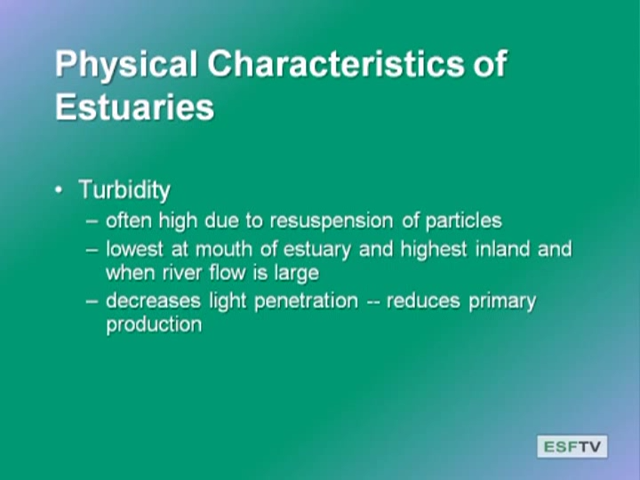 Physical Characteristics of
Estuaries
• Turbidity
– often high due to resuspension of particles
– lowest at mouth of estuary and highest inland and
when river flow is large
– decreases light penetration -- reduces primary
production
ESFTV